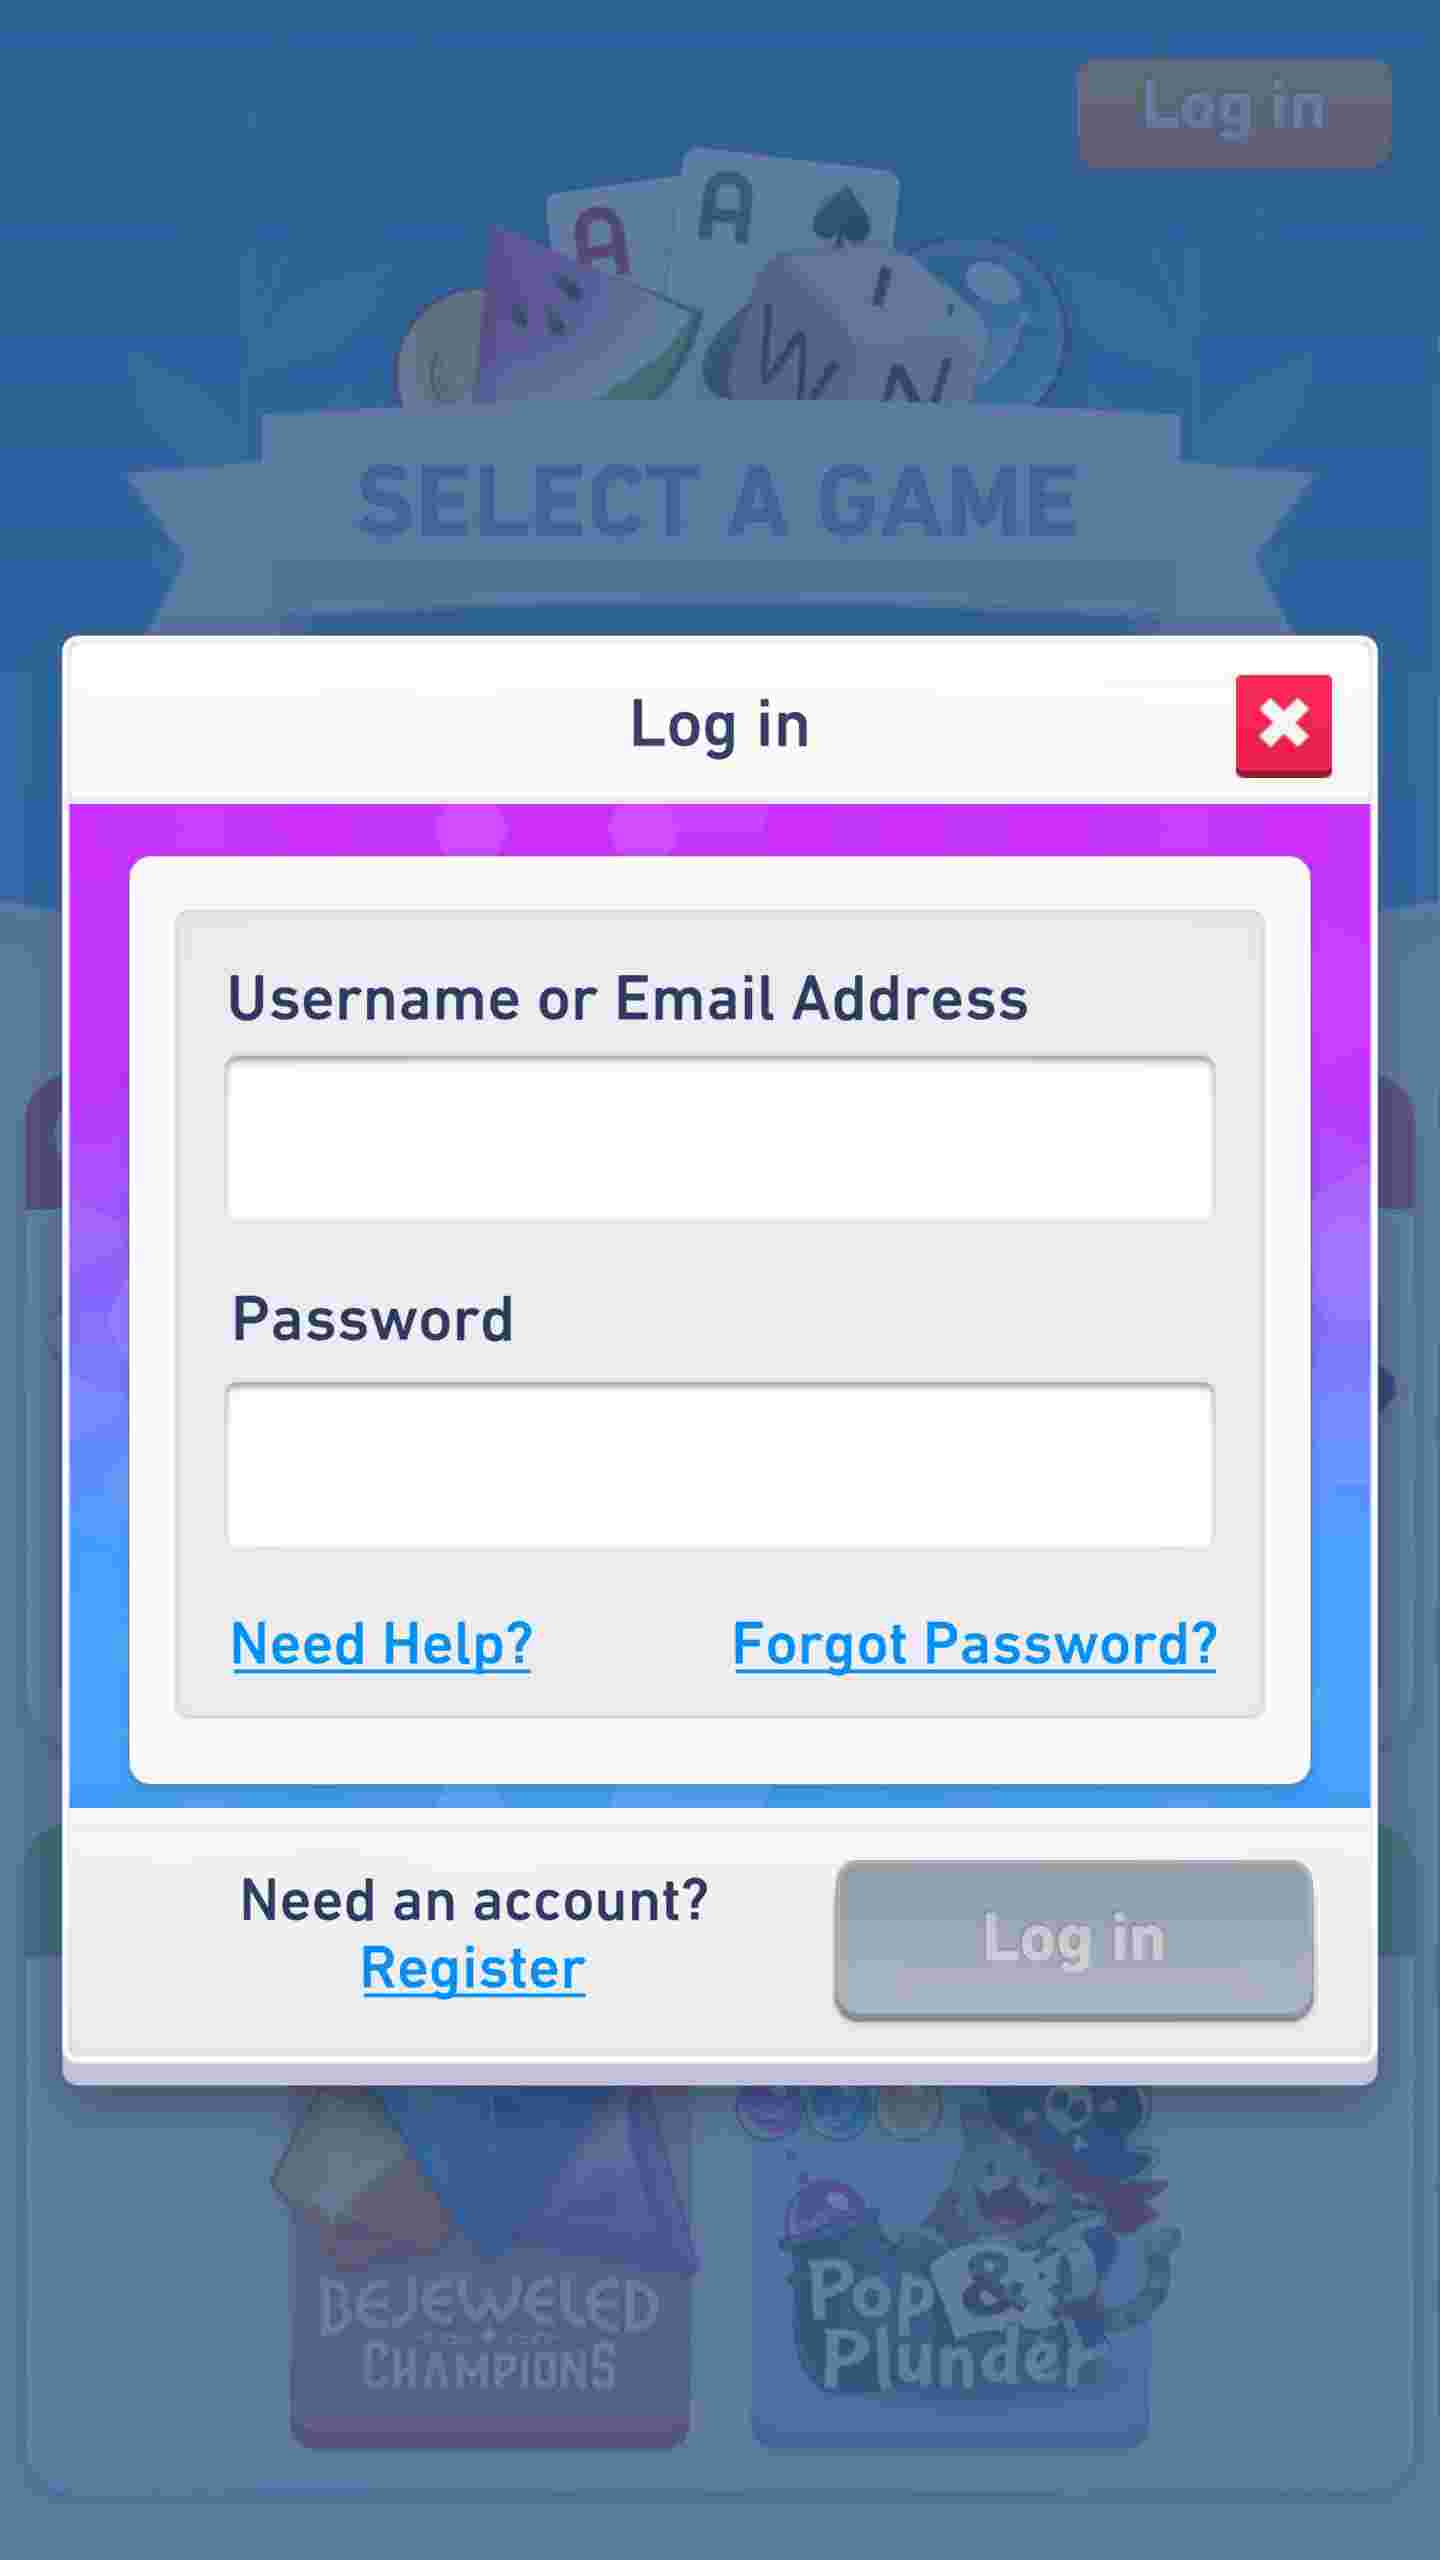 Log in
A
A
I
W N
SELECT A GAME
Log in
Username or Email Address
Password
Need Help? Forgot Password?
Need an account?
Register
Log in
BEJEWELED
CHAMPIONS
Pop &
Plunder